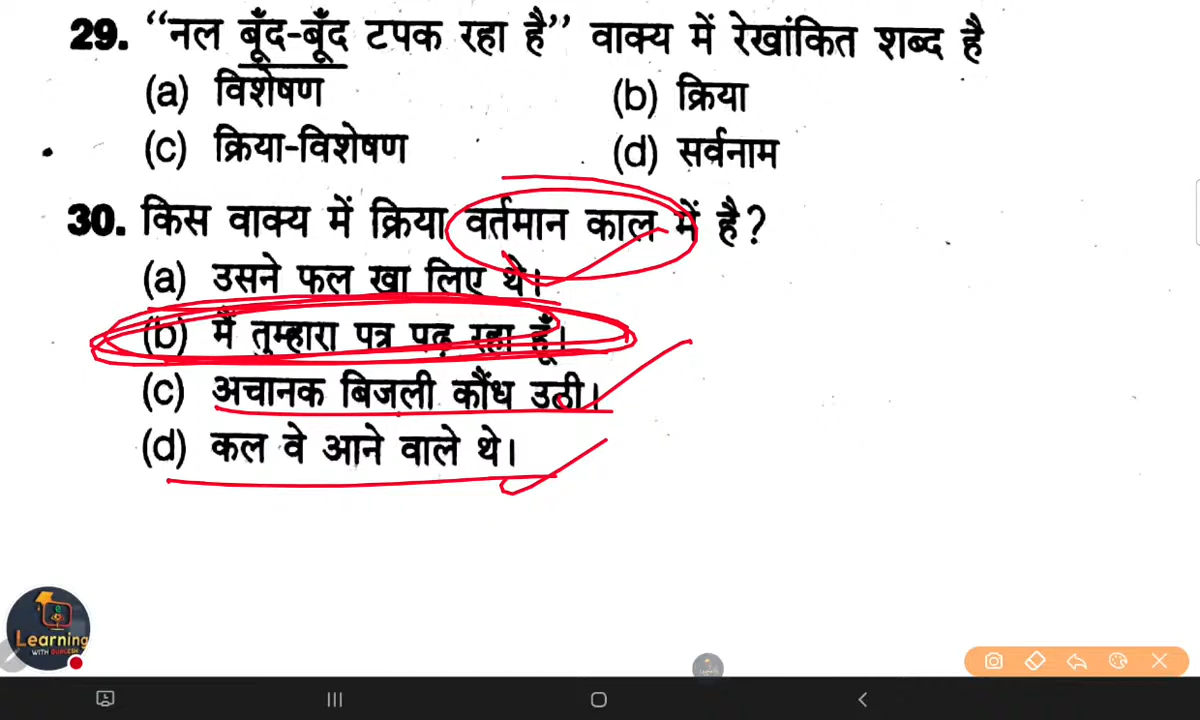 29. “नल बूँद-बूँद टपक रहा है” वाक्य में रेखांकित शब्द है
(a) विशेषण (b) क्रिया
(c) क्रिया-विशेषण (d) सर्वनाम
30. किस वाक्य में क्रिया वर्तमान काल में है?
(a) उसने फल खा लिए थे।
(b) मैं तुम्हारा पत्र पढ़ रहा हूँ।
(c) अचानक बिजली कौंध उठी।
(d) कल वे आने वाले थे।
Learning